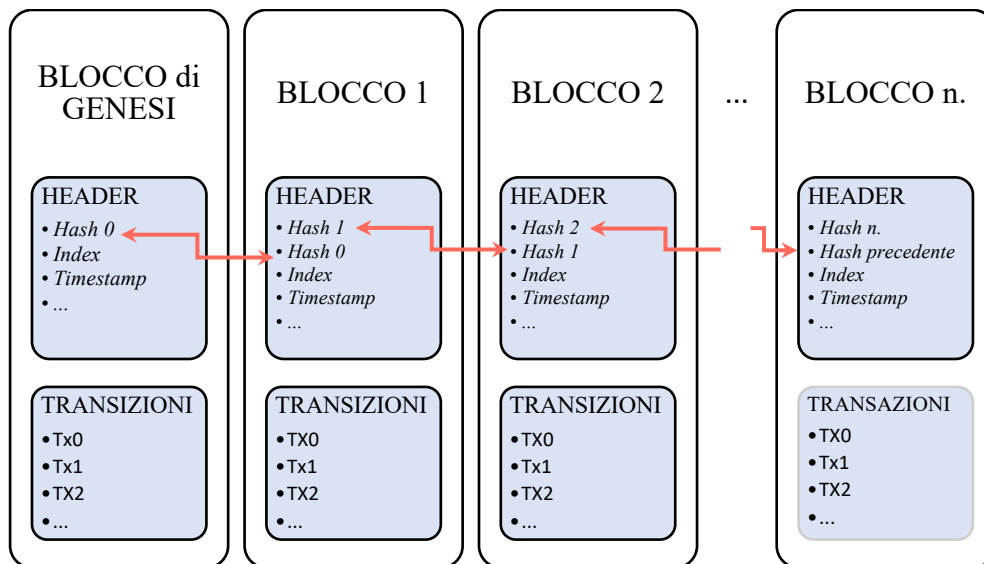 BLOCCO di
GENESI
HEADER
• Hash 0
• Index
• Timestamp
• ...
TRANSIZIONI
• Tx0
• Tx1
• TX2
• ...
BLOCCO 1
HEADER
• Hash 1
• Hash 0
• Index
• Timestamp
• ...
TRANSIZIONI
• TX0
• Tx1
• TX2
• ...
BLOCCO 2
HEADER
• Hash 2
• Hash 1
• Index
• Timestamp
• ...
TRANSIZIONI
• TX0
• Tx1
• TX2
• ...
...
BLOCCO n.
HEADER
• Hash n.
• Hash precedente
• Index
• Timestamp
• ...
TRANSAZIONI
• TX0
• Tx1
• TX2
• ...